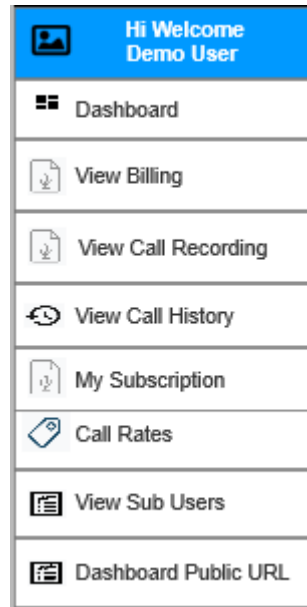 Hi Welcome
Demo User
Dashboard
View Billing
View Call Recording
View Call History
My Subscription
Call Rates
View Sub Users
Dashboard Public URL